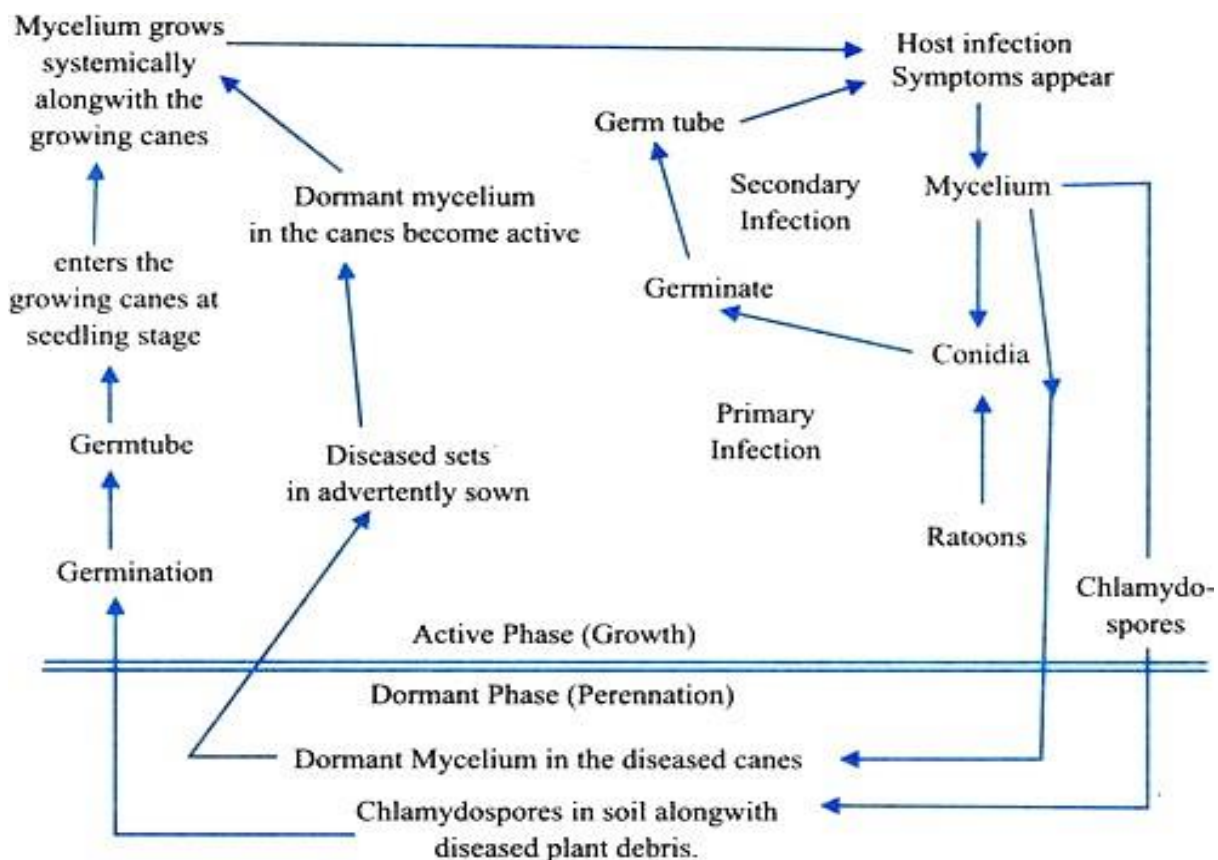 Mycelium grows
systemically
alongwith the
growing canes
Host infection
Symptoms appear
Germ tube
Dormant mycelium
in the canes become active
Secondary
Infection
Mycelium
enters the
growing canes at
seedling stage
Germinate
Conidia
Primary
Infection
Germtube
Diseased sets
in advertently sown
Ratoons
Germination
Chlamydo-
spores
Active Phase (Growth)
Dormant Phase (Perennation)
Dormant Mycelium in the diseased canes
Chlamydospores in soil alongwith
diseased plant debris.